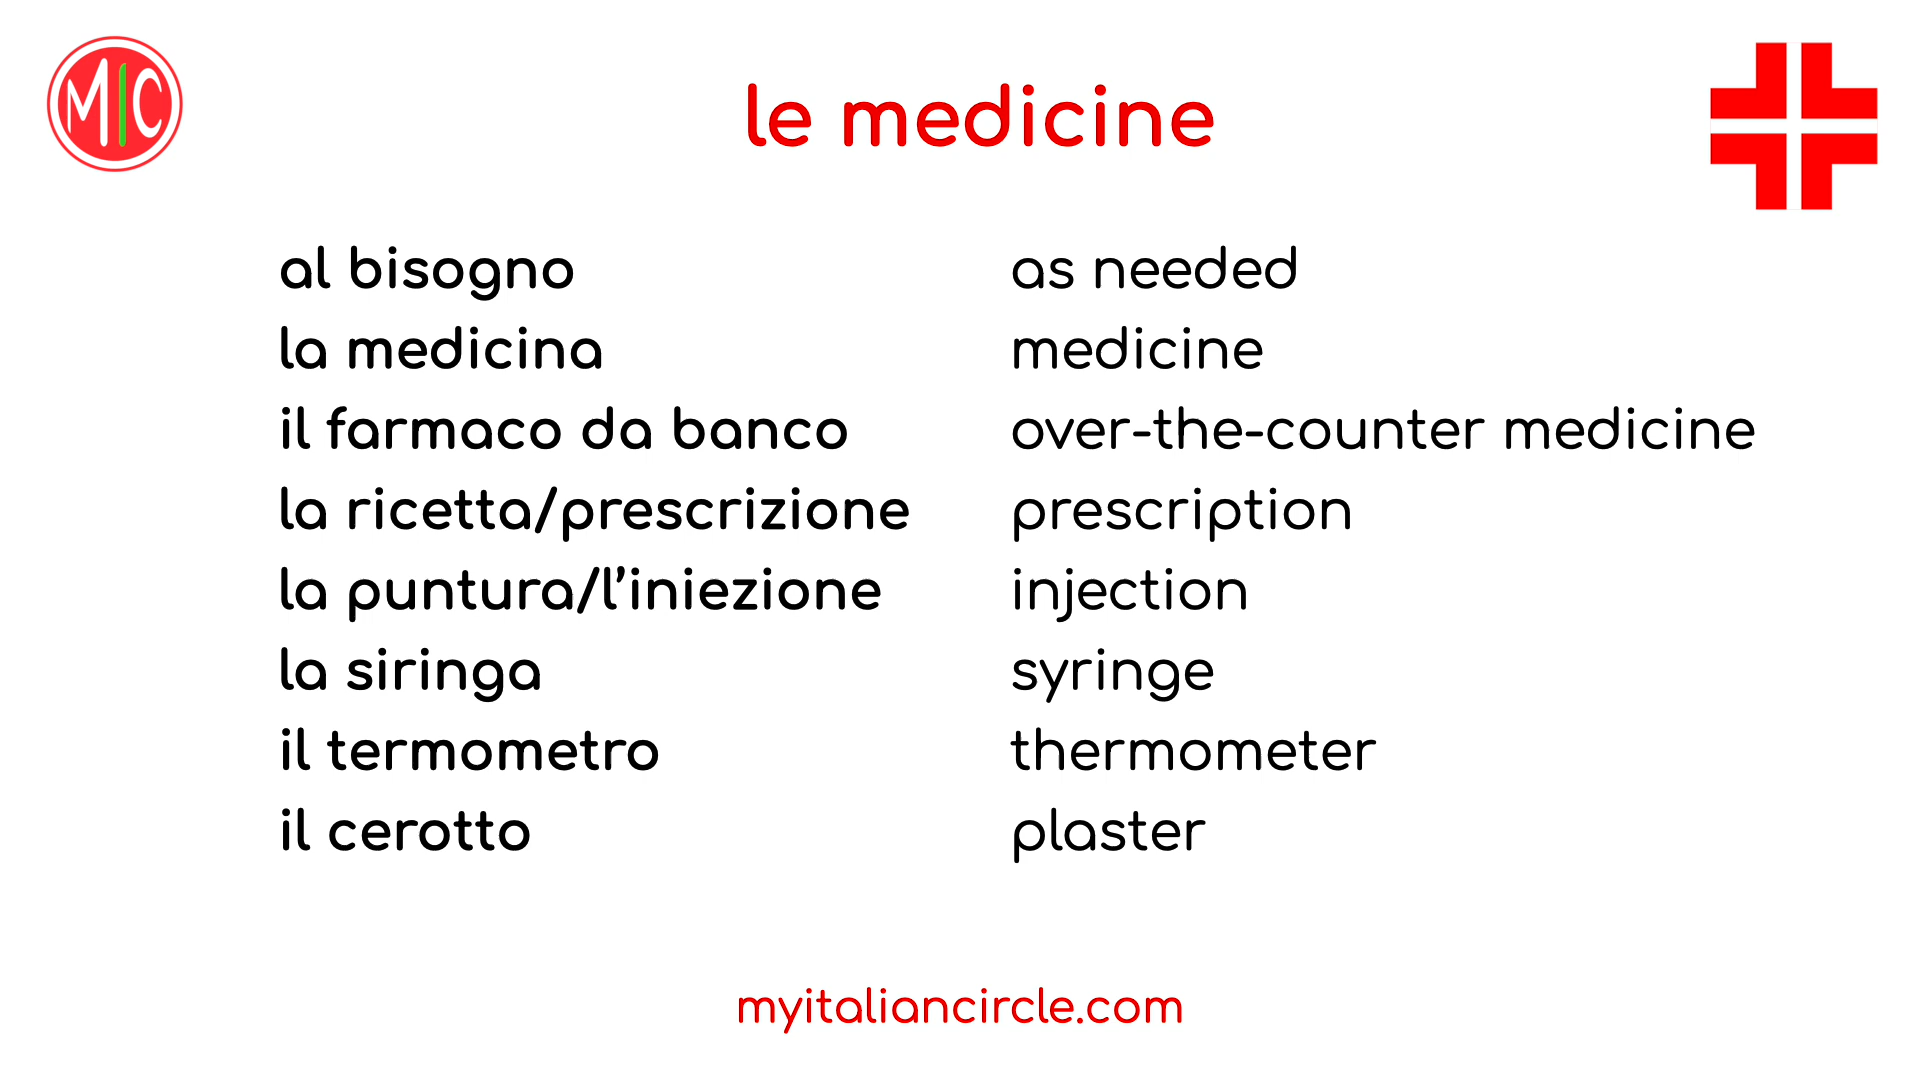 MIC
le medicine
al bisogno as needed
la medicina medicine
il farmaco da banco over-the-counter medicine
la ricetta/prescrizione prescription
la puntura/l’iniezione injection
la siringa syringe
il termometro thermometer
il cerotto plaster
myitaliancircle.com